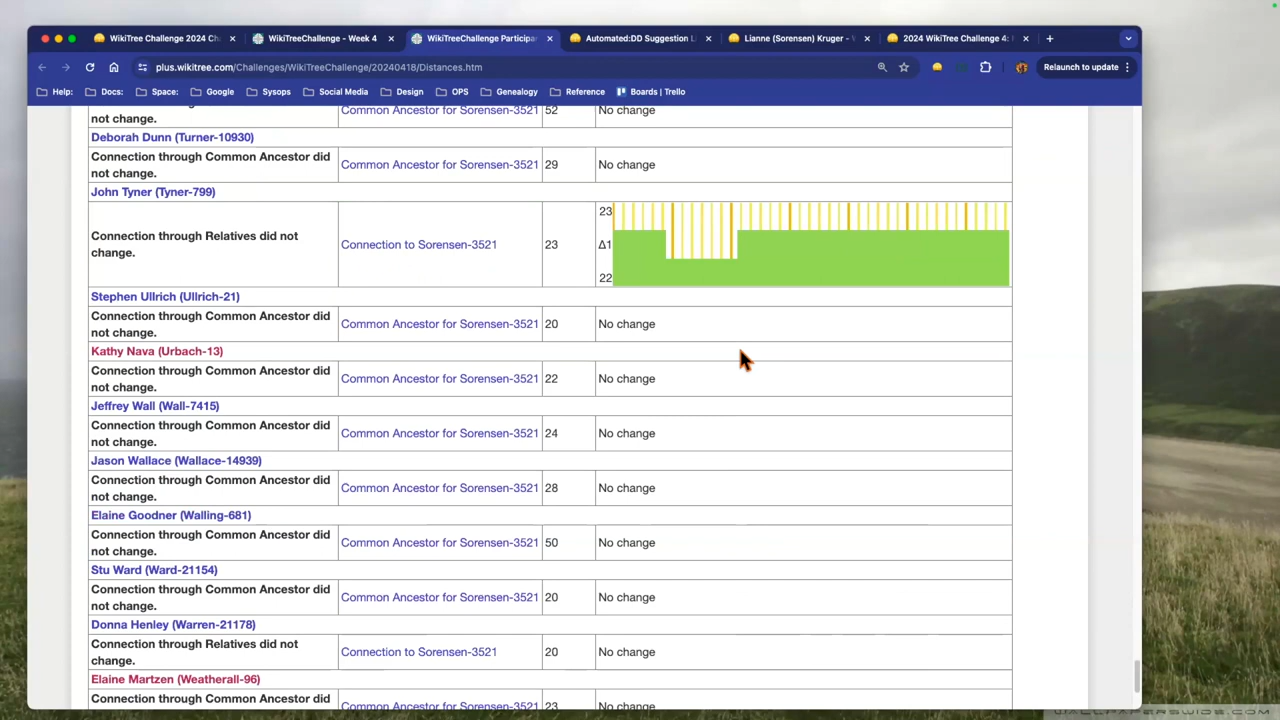 WikiTree Challenge 2024 Ch
WikiTreeChallenge - Week 4
WikiTreeChallenge Participa
Automated:DD Suggestion Li
Lianne (Sorensen) Kruger - W
2024 WikiTree Challenge 4:
plus.wikitree.com/Challenges/WikiTreeChallenge/20240418/Distances.htm
Relaunch to update
Help:
Docs:
Space:
Google
Sysops
Social Media
Design
OPS
Genealogy
Reference
Boards | Trello
not change.
Common Ancestor for Sorensen-3521
52
No change
Deborah Dunn (Turner-10930)
Connection through Common Ancestor did
not change.
Common Ancestor for Sorensen-3521
29
No change
John Tyner (Tyner-799)
Connection through Relatives did not
change.
Connection to Sorensen-3521
23
23
Δ1
22
Stephen Ullrich (Ullrich-21)
Connection through Common Ancestor did
not change.
Common Ancestor for Sorensen-3521
20
No change
Kathy Nava (Urbach-13)
Connection through Common Ancestor did
not change.
Common Ancestor for Sorensen-3521
22
No change
Jeffrey Wall (Wall-7415)
Connection through Common Ancestor did
not change.
Common Ancestor for Sorensen-3521
24
No change
Jason Wallace (Wallace-14939)
Connection through Common Ancestor did
not change.
Common Ancestor for Sorensen-3521
28
No change
Elaine Goodner (Walling-681)
Connection through Common Ancestor did
not change.
Common Ancestor for Sorensen-3521
50
No change
Stu Ward (Ward-21154)
Connection through Common Ancestor did
not change.
Common Ancestor for Sorensen-3521
20
No change
Donna Henley (Warren-21178)
Connection through Relatives did not
change.
Connection to Sorensen-3521
20
No change
Elaine Martzen (Weatherall-96)
Connection through Common Ancestor did
Common Ancestor for Sorensen-3521
23
No change
WALLPAPERSWIDE.COM